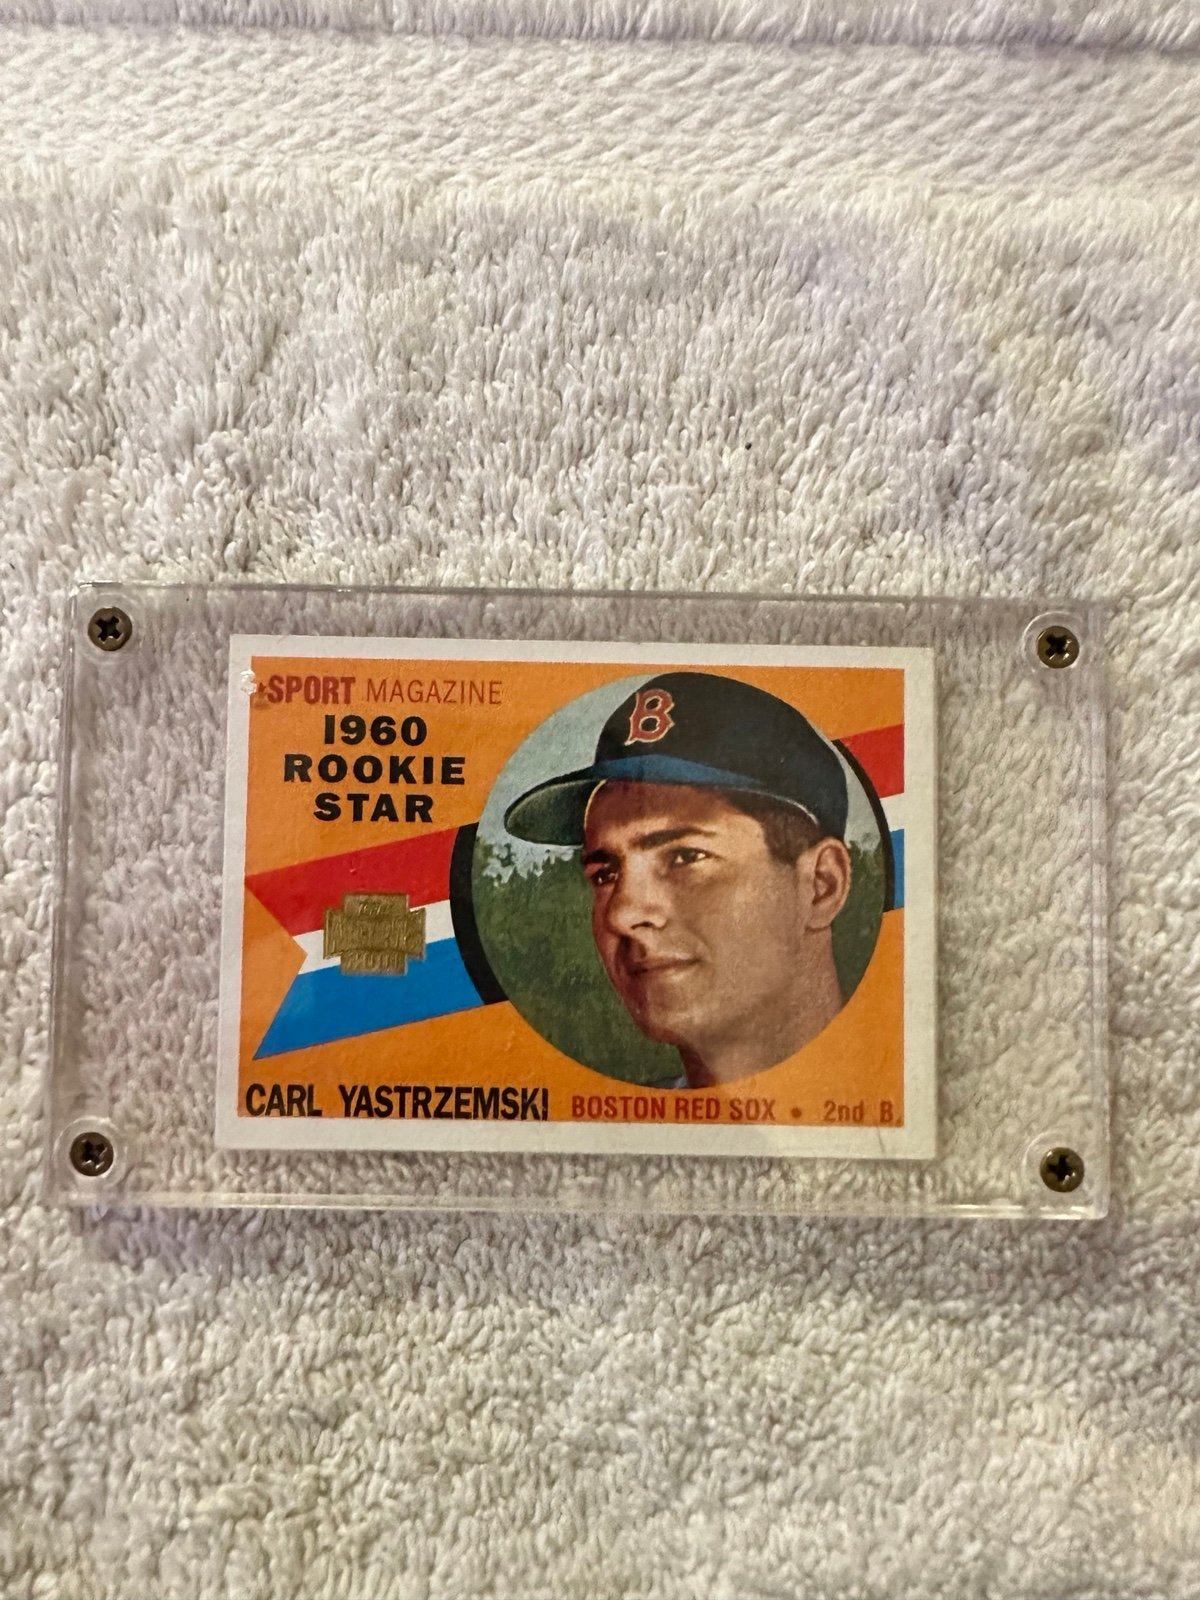 SPORT MAGAZINE
1960
ROOKIE
STAR
B
CARL YASTRZEMSKI BOSTON RED SOX • 2nd B.